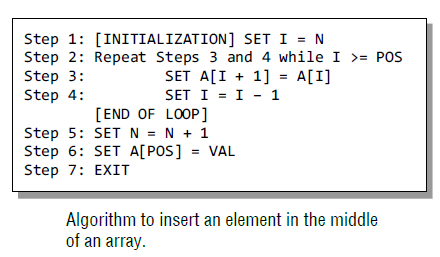 Step 1: [INITIALIZATION] SET I = N
Step 2: Repeat Steps 3 and 4 while I >= POS
Step 3: SET A[I + 1] = A[I]
Step 4: SET I = I - 1
[END OF LOOP]
Step 5: SET N = N + 1
Step 6: SET A[POS] = VAL
Step 7: EXIT
Algorithm to insert an element in the middle
of an array.